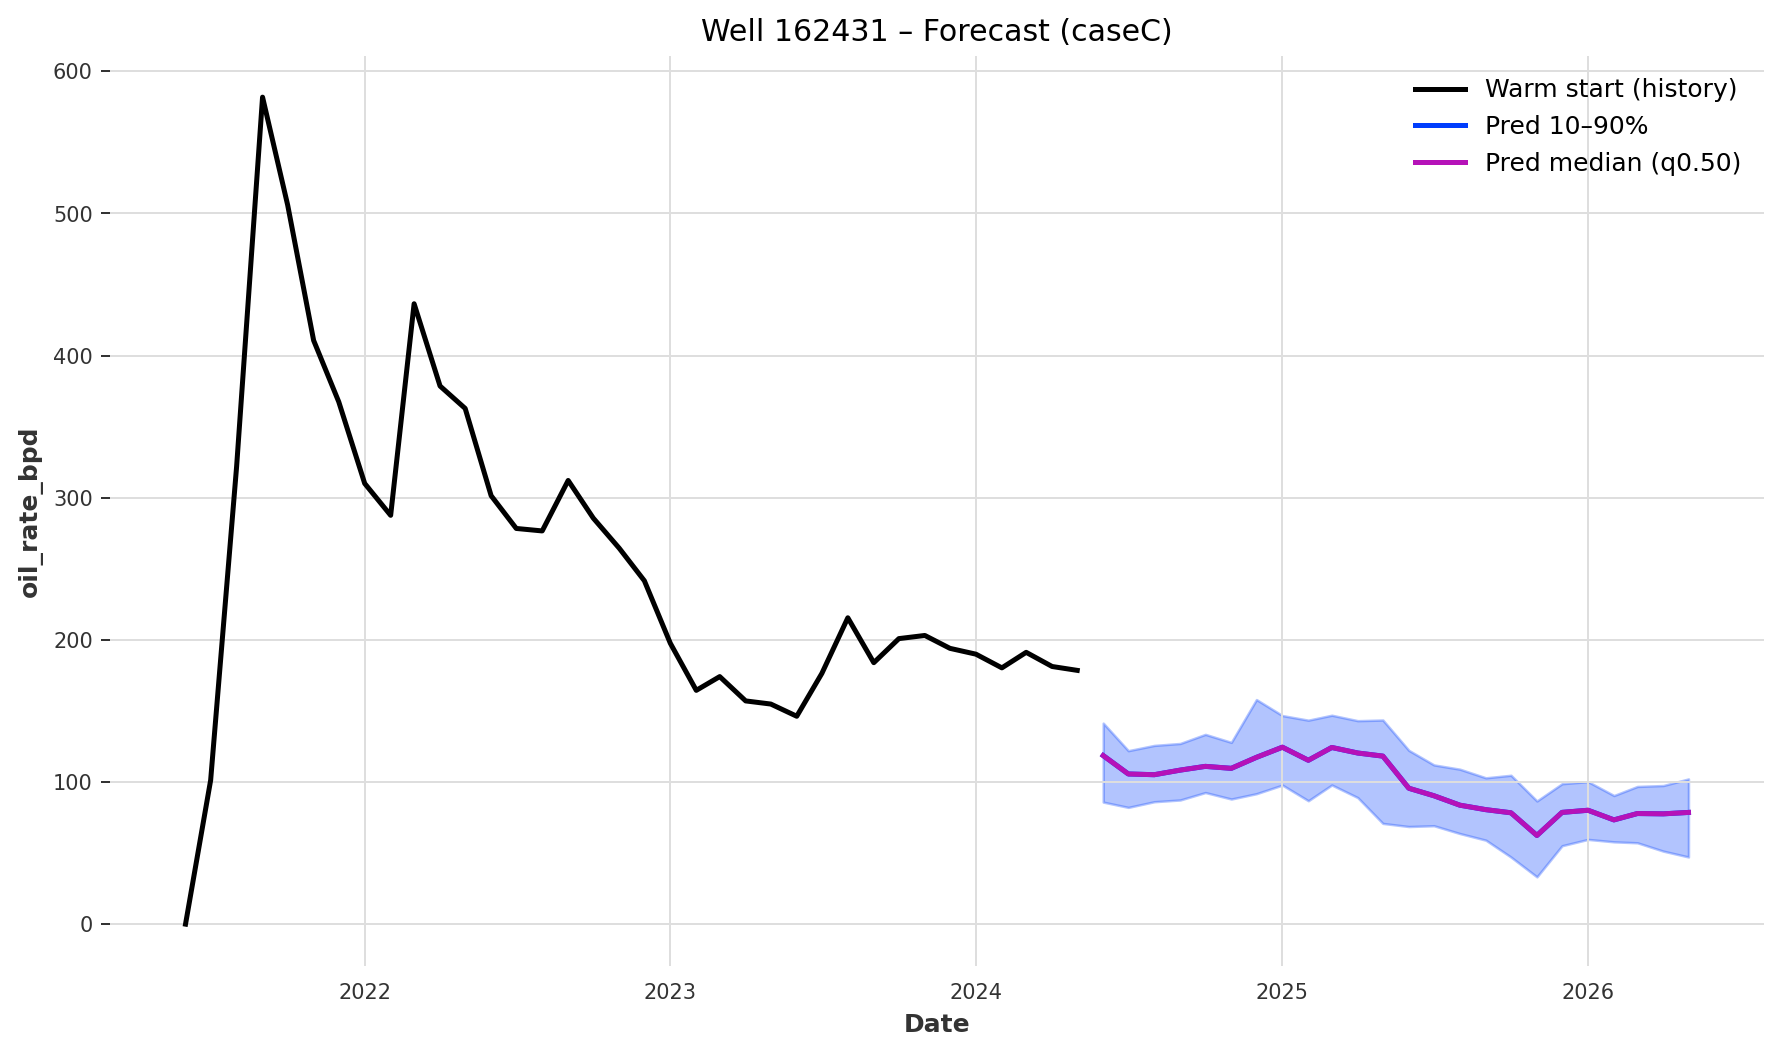 Well 162431 – Forecast (caseC)
Warm start (history)
Pred 10–90%
Pred median (q0.50)
oil_rate_bpd
600
500
400
300
200
100
0
2022 2023 2024 2025 2026
Date